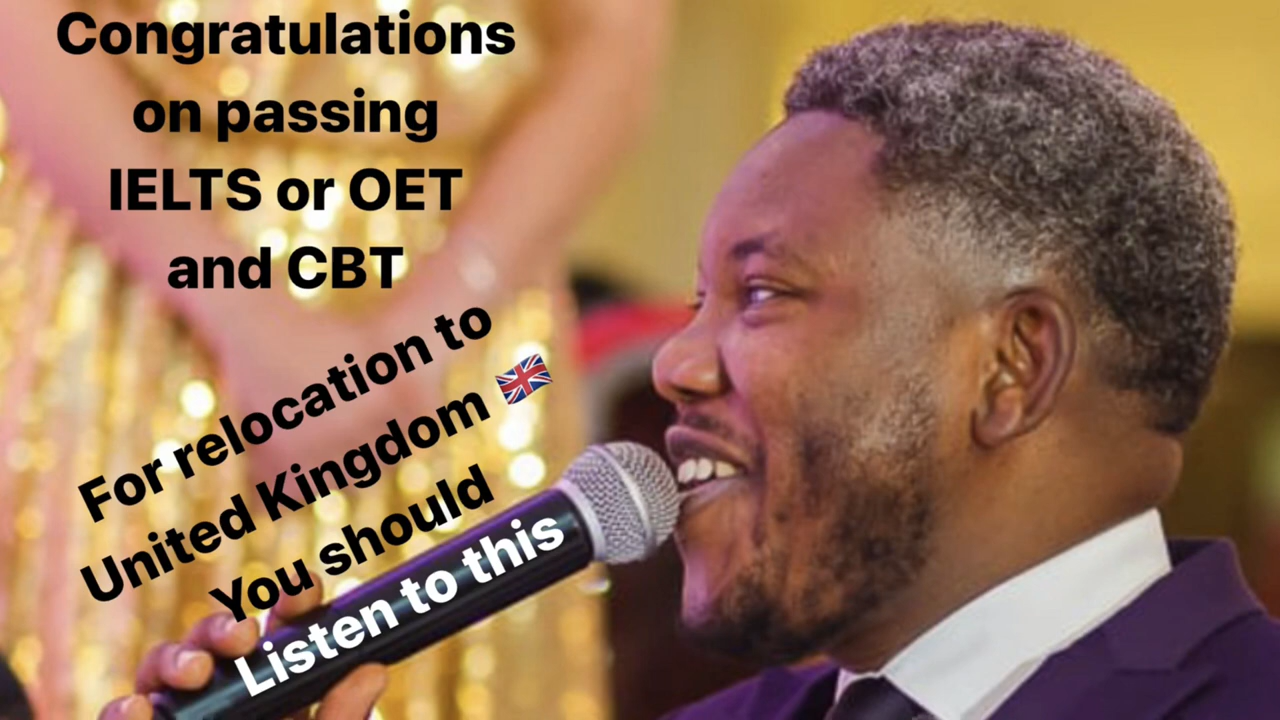 Congratulations
on passing
IELTS or OET
and CBT
For relocation to
United Kingdom 🇬🇧
You should
Listen to this